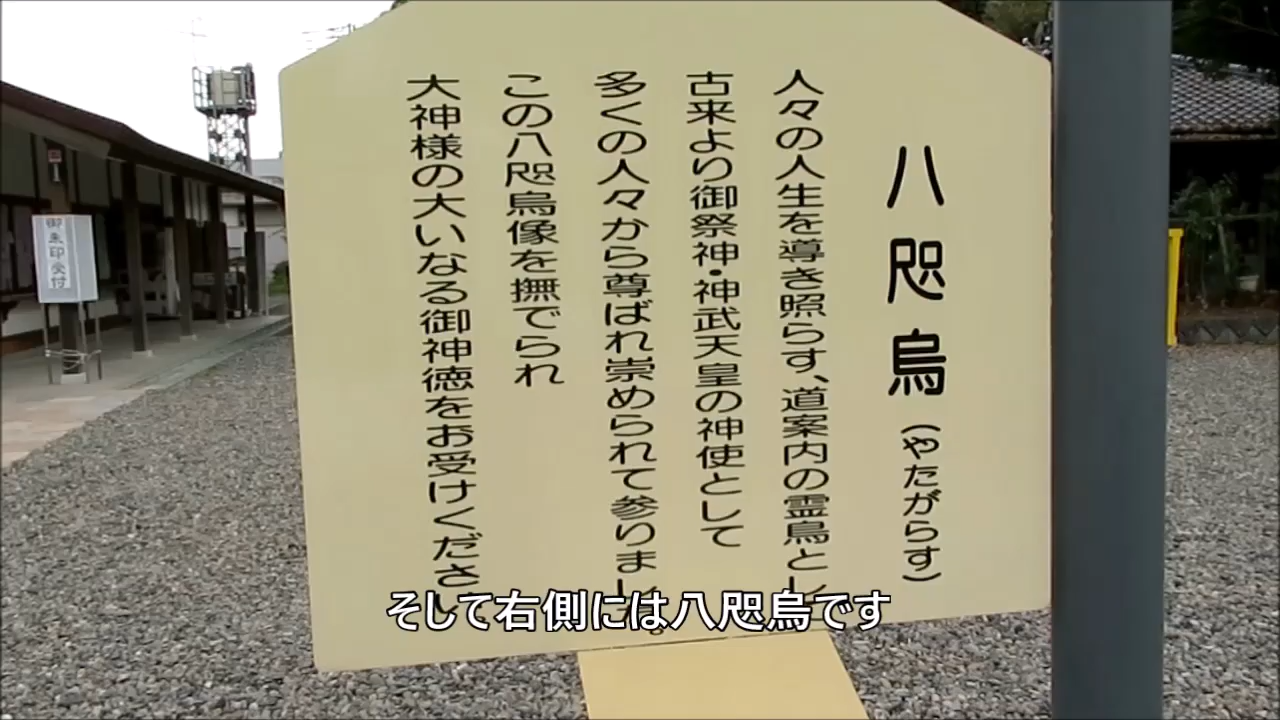 八咫烏(やたがらす)
人々の人生を導き照らす、道案内の霊鳥とし
古来より御祭神・神武天皇の神使として
多くの人々から尊ばれ崇められて参りまし
この八咫烏像を撫でられ
大神様の大いなる御神徳をお受けくださ
御朱印受付
そして右側には八咫烏です